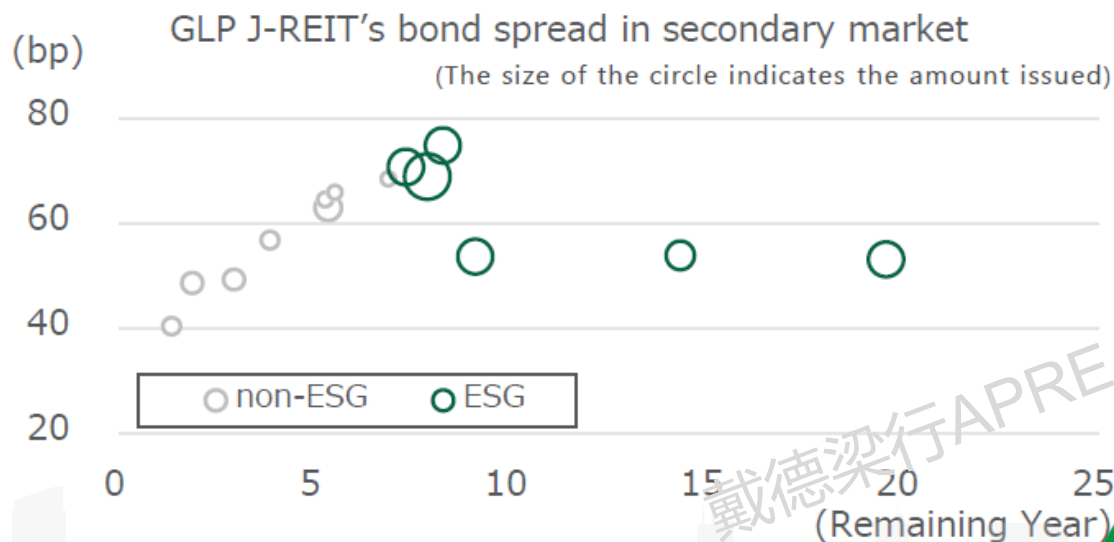 GLP J-REIT's bond spread in secondary market
(bp)
(The size of the circle indicates the amount issued)
80
60
40
non-ESG ESG
20
0 5 10 15 20 25
(Remaining Year)
戴德梁行APRE